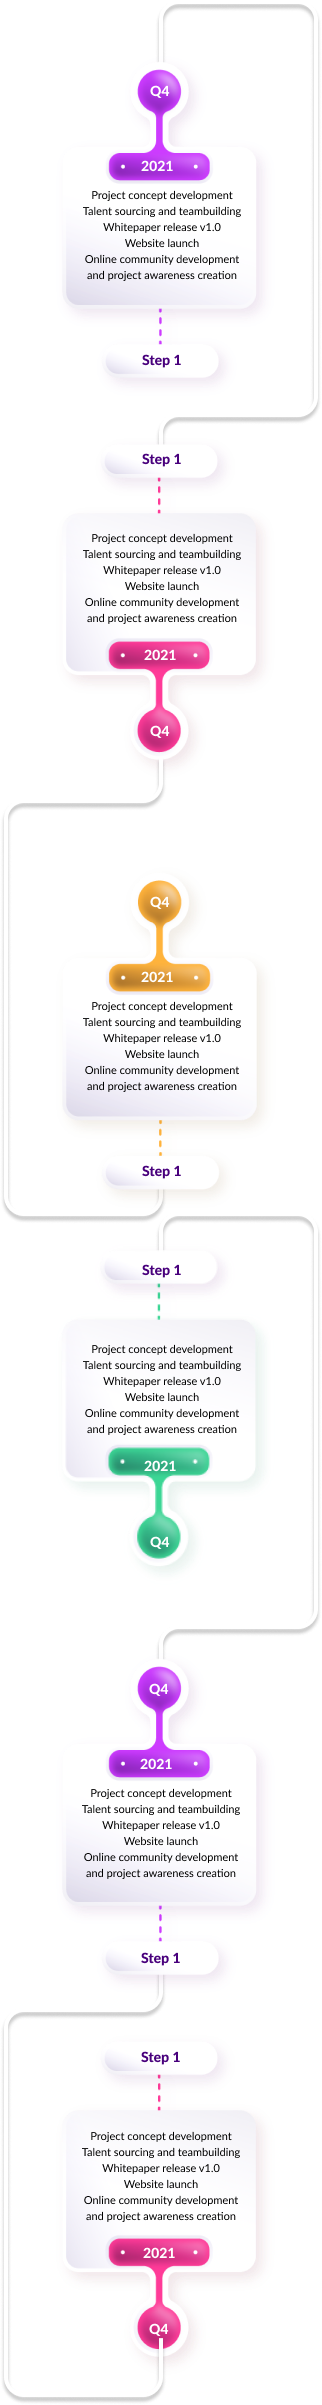 Q4
2021
Project concept development
Talent sourcing and teambuilding
Whitepaper release v1.0
Website launch
Online community development
and project awareness creation
Step 1
Step 1
Project concept development
Talent sourcing and teambuilding
Whitepaper release v1.0
Website launch
Online community development
and project awareness creation
2021
Q4
Q4
2021
Project concept development
Talent sourcing and teambuilding
Whitepaper release v1.0
Website launch
Online community development
and project awareness creation
Step 1
Step 1
Project concept development
Talent sourcing and teambuilding
Whitepaper release v1.0
Website launch
Online community development
and project awareness creation
2021
Q4
Q4
2021
Project concept development
Talent sourcing and teambuilding
Whitepaper release v1.0
Website launch
Online community development
and project awareness creation
Step 1
Step 1
Project concept development
Talent sourcing and teambuilding
Whitepaper release v1.0
Website launch
Online community development
and project awareness creation
2021
Q4